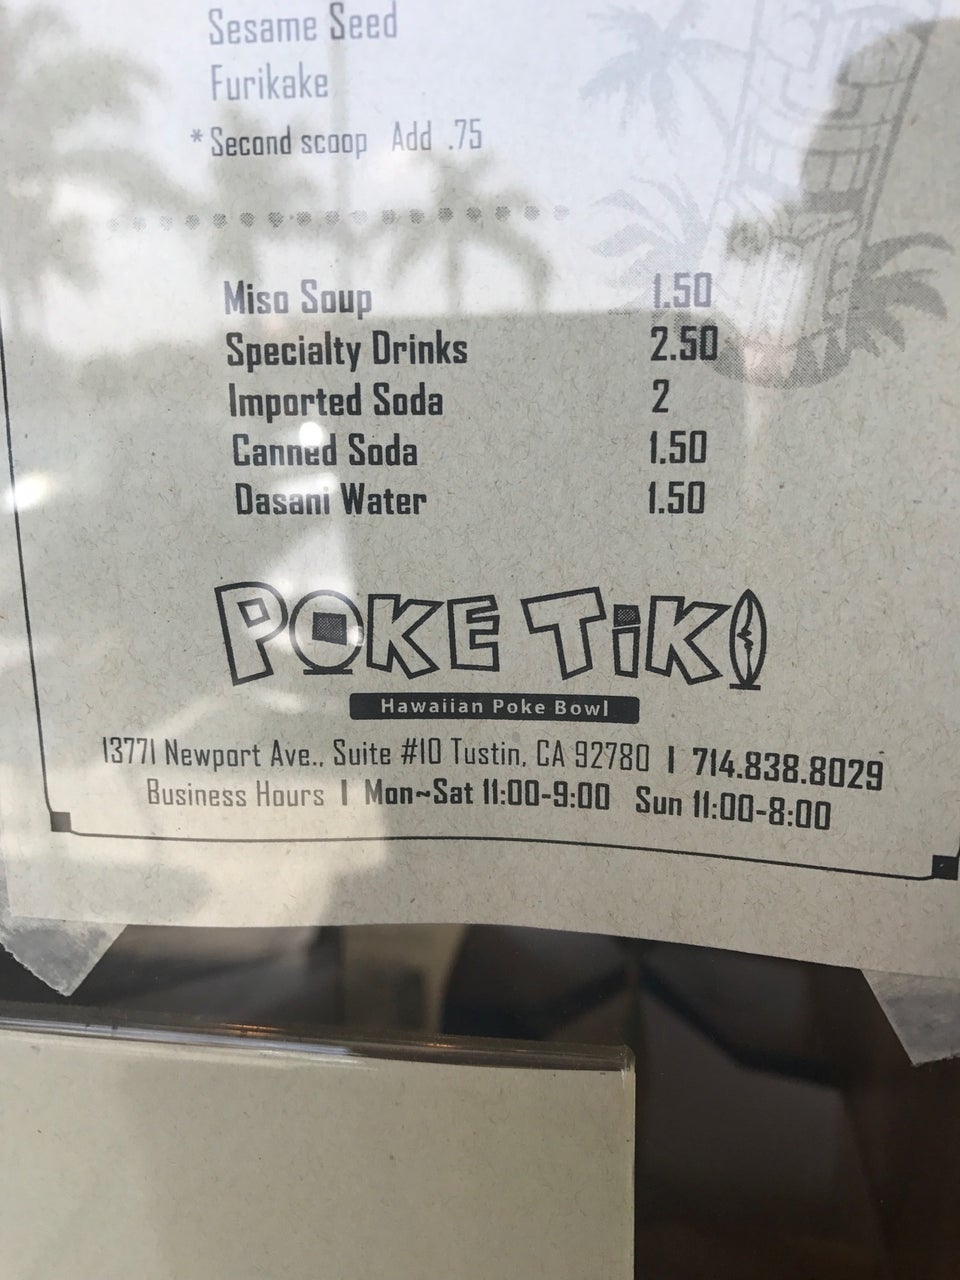 Sesame Seed
Furikake
* Second scoop Add .75
Miso Soup 1.50
Specialty Drinks 2.50
Imported Soda 2
Canned Soda 1.50
Dasani Water 1.50
POKE TiKi
Hawaiian Poke Bowl
13771 Newport Ave., Suite #10 Tustin, CA 92780 | 714.838.8029
Business Hours | Mon~Sat 11:00-9:00 Sun 11:00-8:00